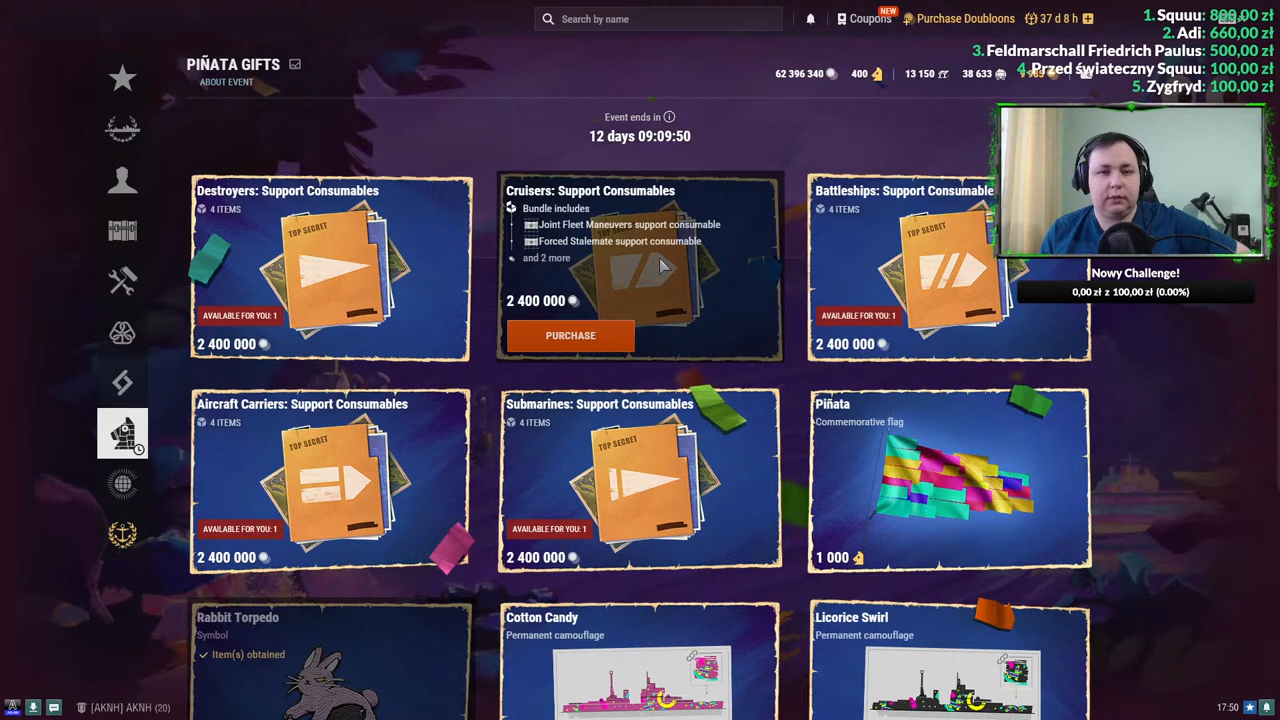 Search by name
NEW
Coupons
Purchase Doubloons
37 d 8 h
1. Squuu: 800,00 zł
2. Adi: 660,00 zł
3. Feldmarschall Friedrich Paulus: 500,00 zł
4. Przed świateczny Squuu: 100,00 zł
5. Zygfryd: 100,00 zł
PIÑATA GIFTS
ABOUT EVENT
62 396 340
400
13 150
38 633
Event ends in
12 days 09:09:50
Destroyers: Support Consumables
4 ITEMS
TOP SECRET
AVAILABLE FOR YOU: 1
2 400 000
Cruisers: Support Consumables
Bundle includes
Joint Fleet Maneuvers support consumable
Forced Stalemate support consumable
and 2 more
2 400 000
PURCHASE
Battleships: Support Consumable
4 ITEMS
TOP SECRET
AVAILABLE FOR YOU: 1
2 400 000
Nowy Challenge!
0,00 zł z 100,00 zł (0.00%)
Aircraft Carriers: Support Consumables
4 ITEMS
TOP SECRET
AVAILABLE FOR YOU: 1
2 400 000
Submarines: Support Consumables
4 ITEMS
TOP SECRET
AVAILABLE FOR YOU: 1
2 400 000
Piñata
Commemorative flag
1 000
Rabbit Torpedo
Symbol
Item(s) obtained
Cotton Candy
Permanent camouflage
Licorice Swirl
Permanent camouflage
[AKNH] AKNH (20)
17:50